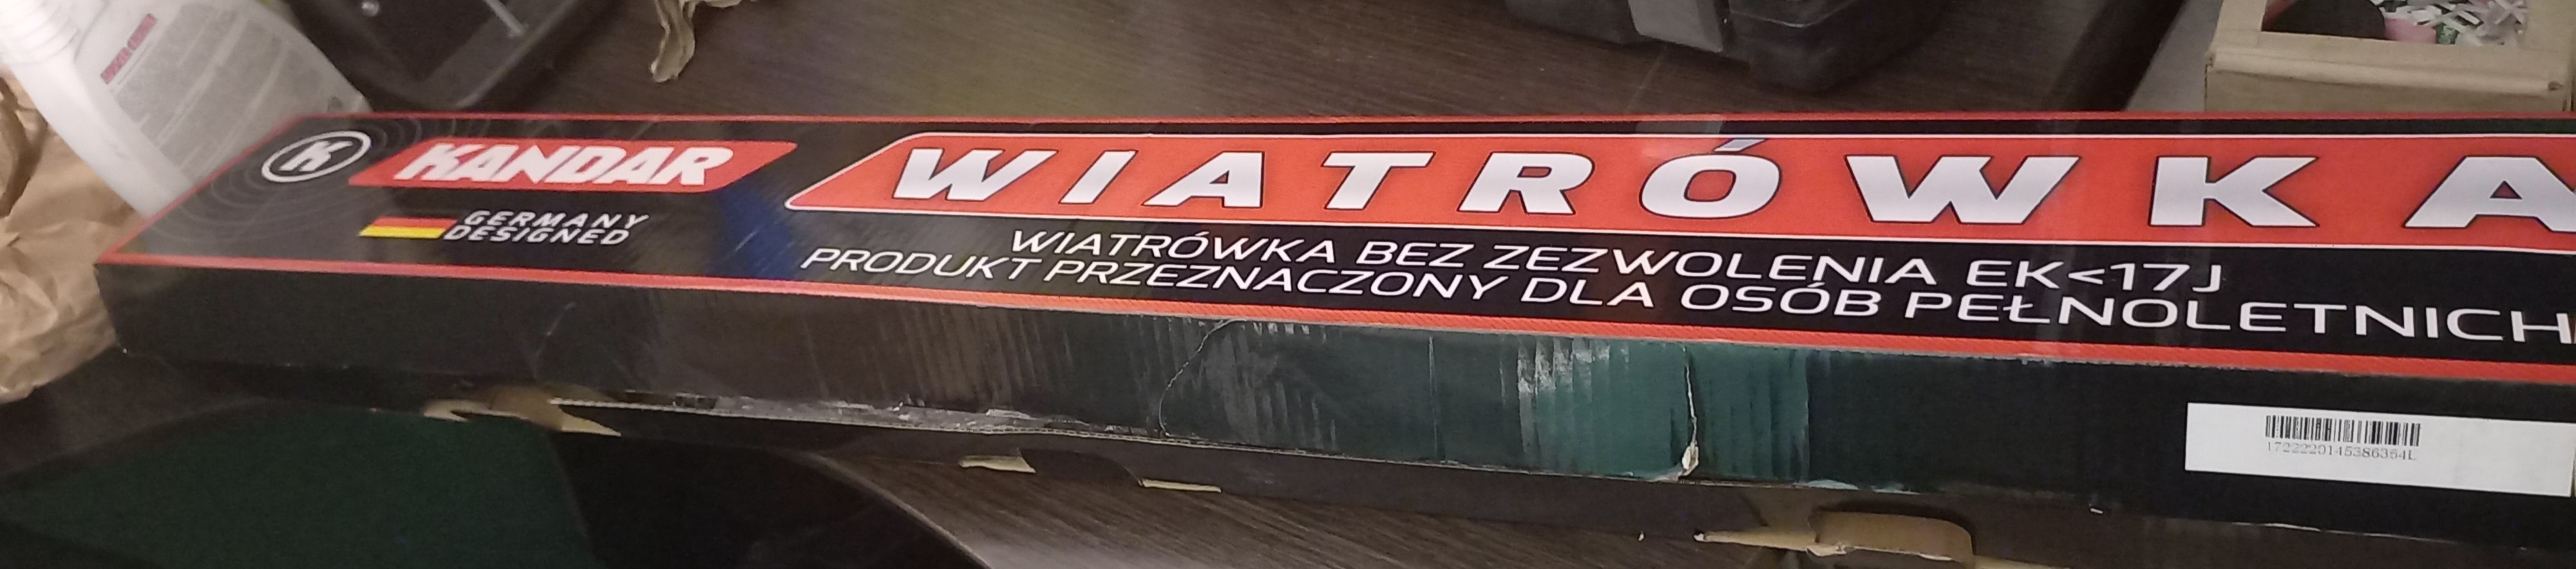 K
KANDAR
GERMANY
DESIGNED
WIATRÓWKA
WIATRÓWKA BEZ ZEZWOLENIA EK<17J
PRODUKT PRZEZNACZONY DLA OSÓB PEŁNOLETNICH